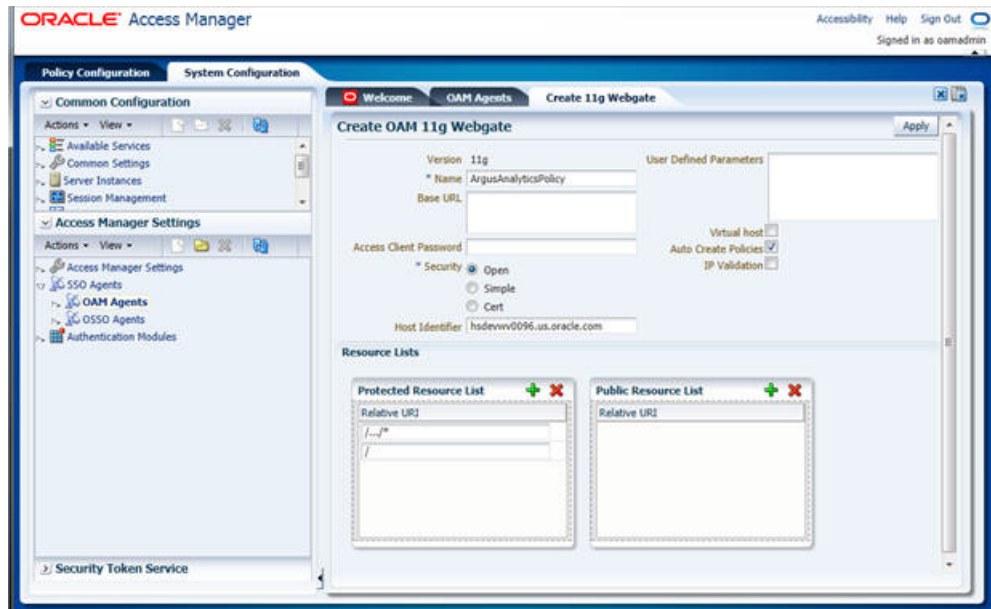 ORACLE Access Manager
Accessibility Help Sign Out
Signed in as oamadmin
Policy Configuration System Configuration
Common Configuration
Actions View
Available Services
Common Settings
Server Instances
Session Management
Access Manager Settings
Actions View
Access Manager Settings
SSO Agents
OAM Agents
OSSO Agents
Authentication Modules
Security Token Service
Welcome OAM Agents Create 11g Webgate
Create OAM 11g Webgate Apply
Version 11g
* Name ArgusAnalyticsPolicy
Base URL
Access Client Password
* Security Open
Simple
Cert
Host Identifier hsdevwv0096.us.oracle.com
User Defined Parameters
Virtual host
Auto Create Policies
IP Validation
Resource Lists
Protected Resource List
Relative URI
/.../*
/
Public Resource List
Relative URI